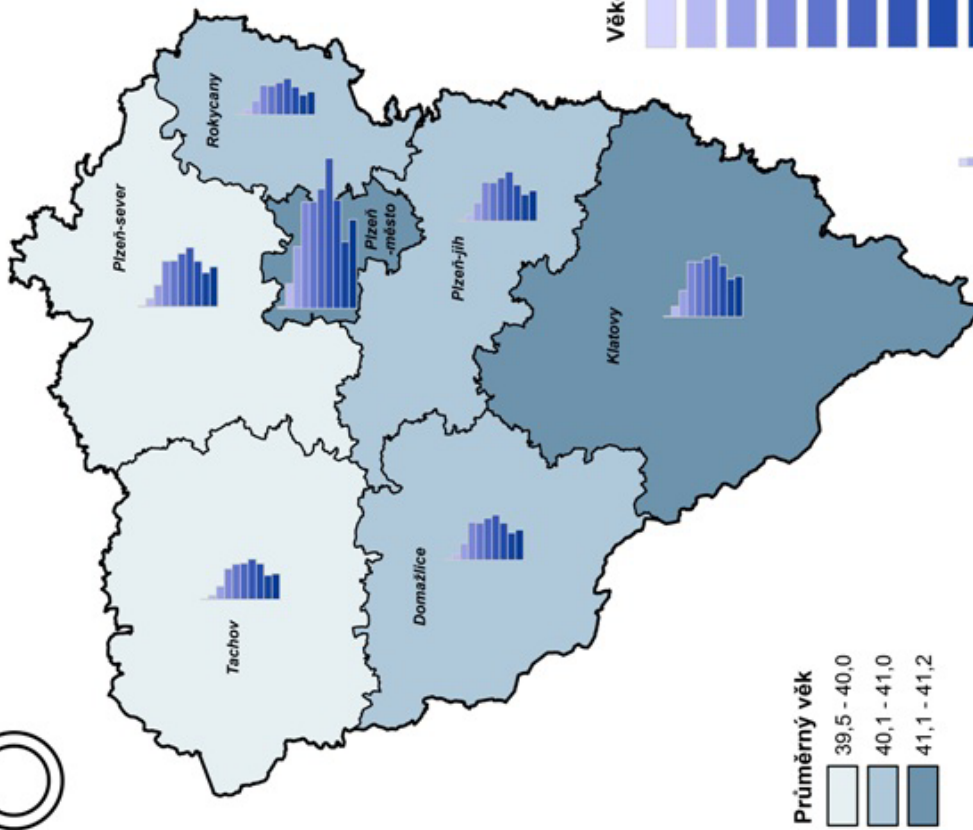 Plzeň-sever
Rokycany
Plzeň
-město
Plzeň-jih
Tachov
Domažlice
Klatovy
Průměrný věk
39,5 - 40,0
40,1 - 41,0
41,1 - 41,2
Věk